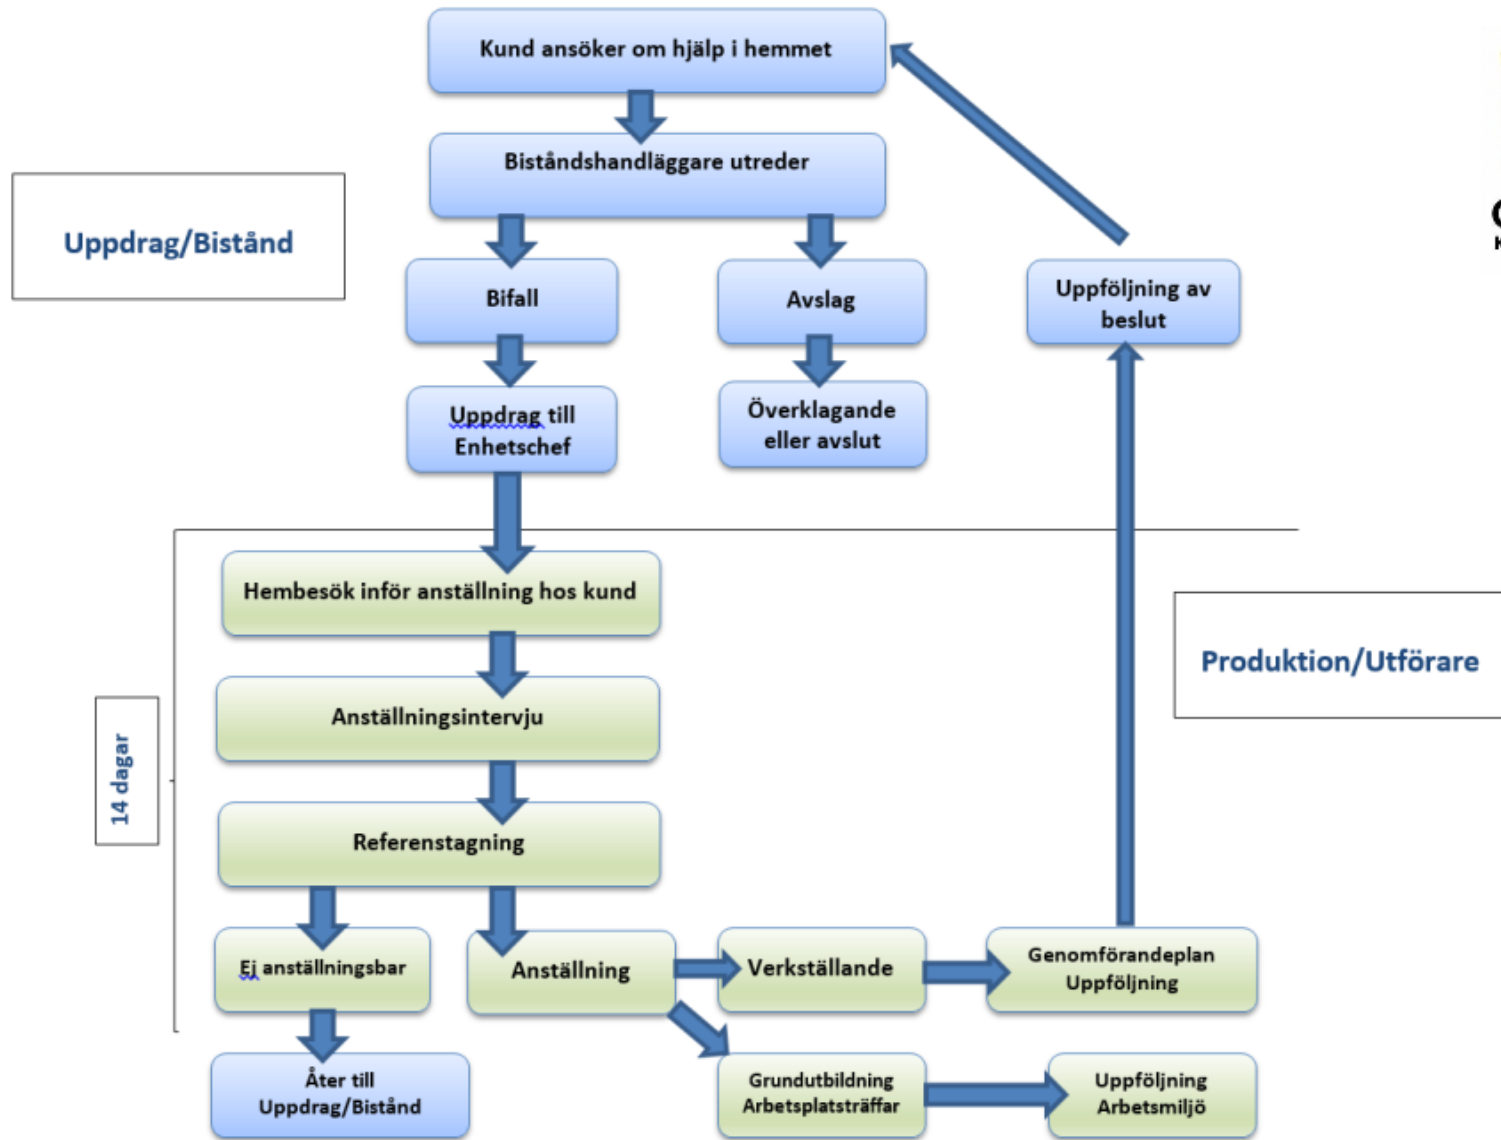 Kund ansöker om hjälp i hemmet
Biståndshandläggare utreder
Uppdrag/Bistånd
Bifall
Avslag
Uppföljning av
beslut
Uppdrag till
Enhetschef
Överklagande
eller avslut
Hembesök inför anställning hos kund
Produktion/Utförare
Anställningsintervju
14 dagar
Referenstagning
Ej anställningsbar
Anställning
Verkställande
Genomförandeplan
Uppföljning
Åter till
Uppdrag/Bistånd
Grundutbildning
Arbetsplatsträffar
Uppföljning
Arbetsmiljö